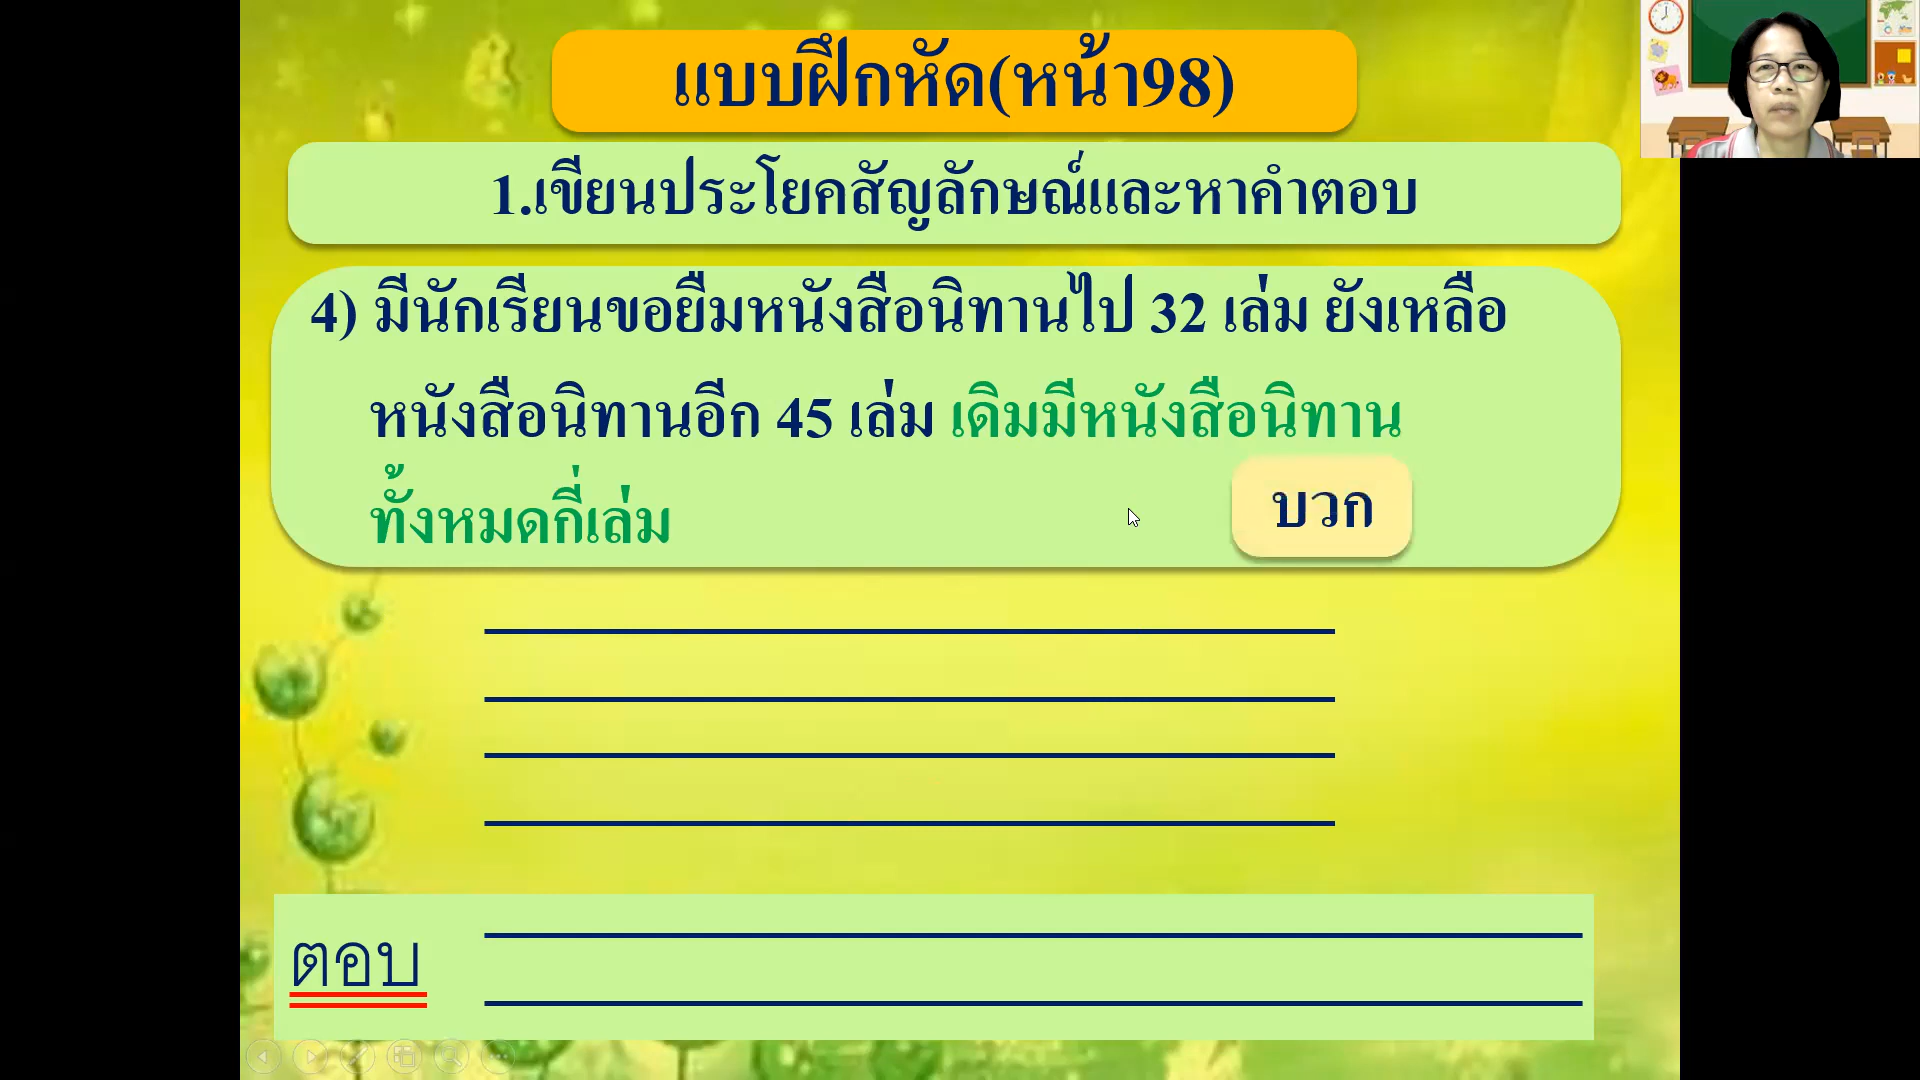 แบบฝึกหัด(หน้า98)
1.เขียนประโยคสัญลักษณ์และหาคำตอบ
4) มีนักเรียนขอยืมหนังสือนิทานไป 32 เล่ม ยังเหลือ
หนังสือนิทานอีก 45 เล่ม เดิมมีหนังสือนิทาน
ทั้งหมดกี่เล่ม
บวก
ตอบ